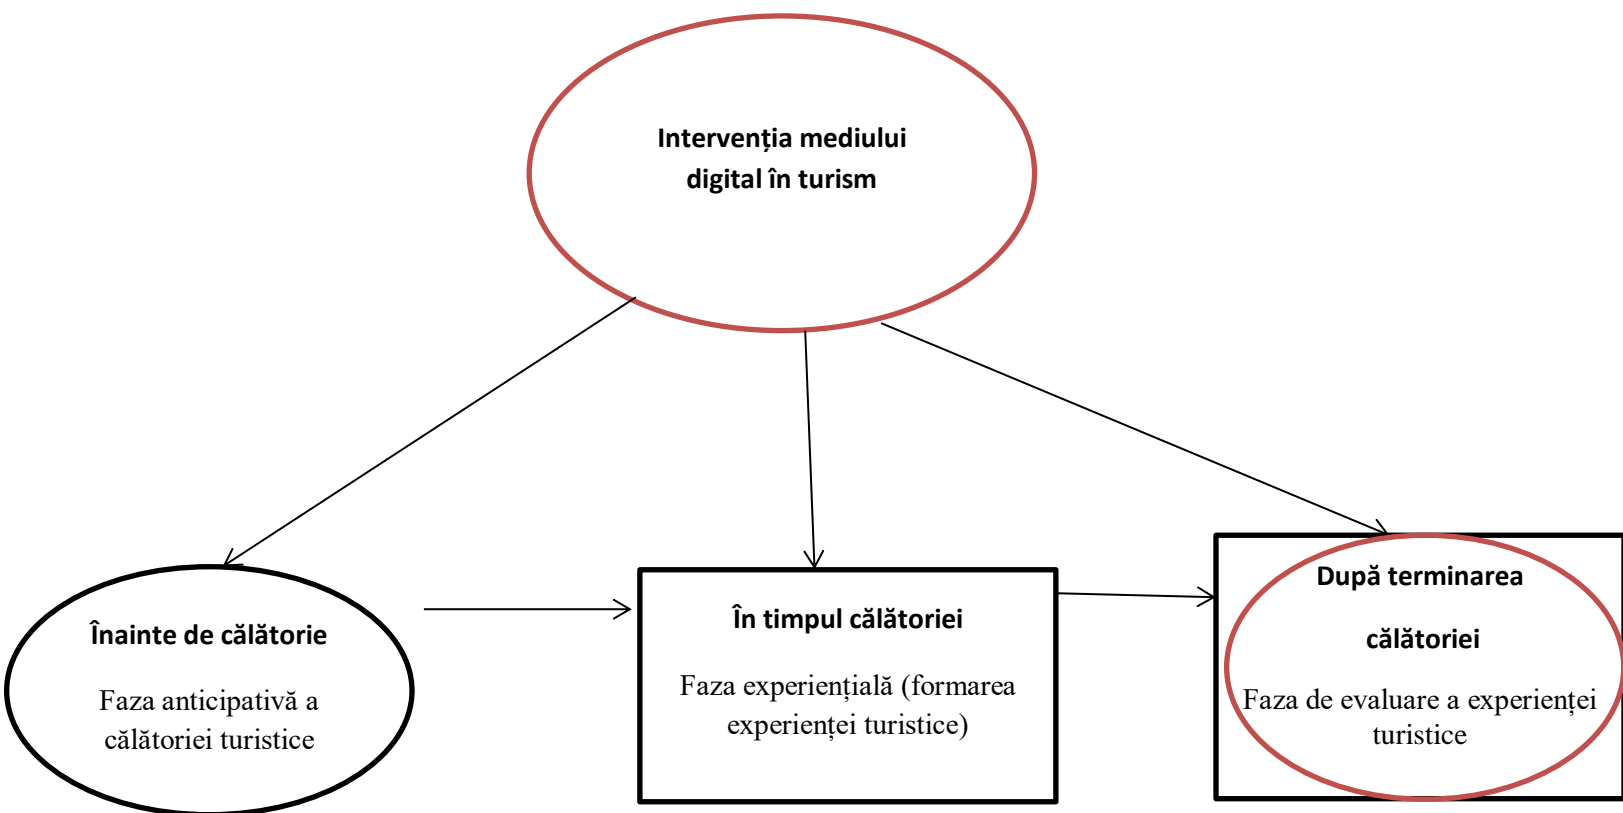 Intervenția mediului
digital în turism
Înainte de călătorie
Faza anticipativă a
călătoriei turistice
În timpul călătoriei
Faza experiențială (formarea
experienței turistice)
După terminarea
călătoriei
Faza de evaluare a experienței
turistice